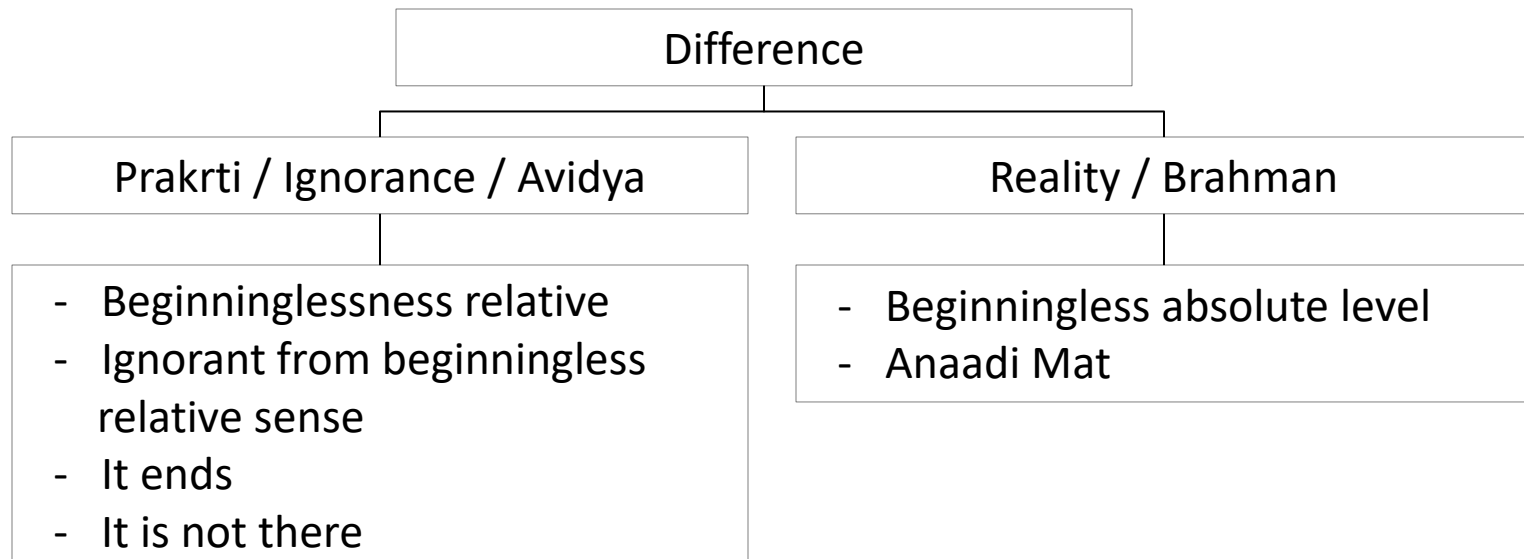 Difference
Prakrti / Ignorance / Avidya
Reality / Brahman
- Beginninglessness relative
- Ignorant from beginningless
relative sense
- It ends
- It is not there
- Beginningless absolute level
- Anaadi Mat